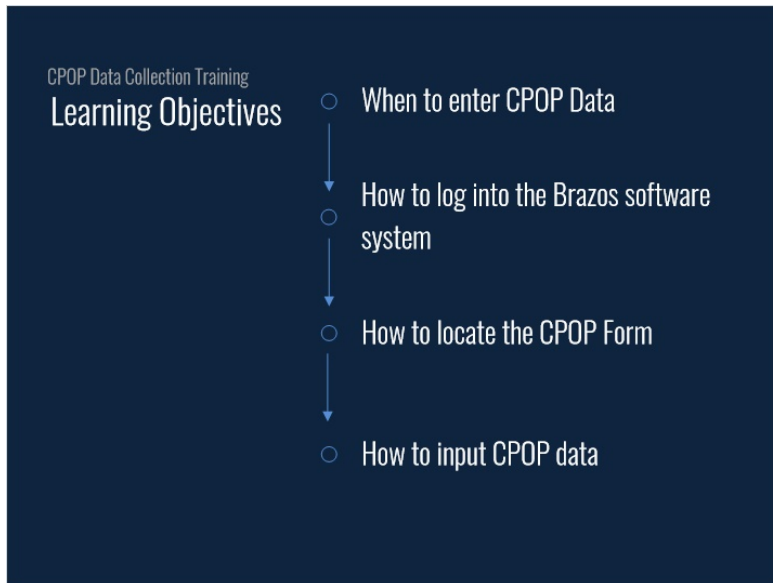 CPOP Data Collection Training
Learning Objectives
When to enter CPOP Data
How to log into the Brazos software
system
How to locate the CPOP Form
How to input CPOP data